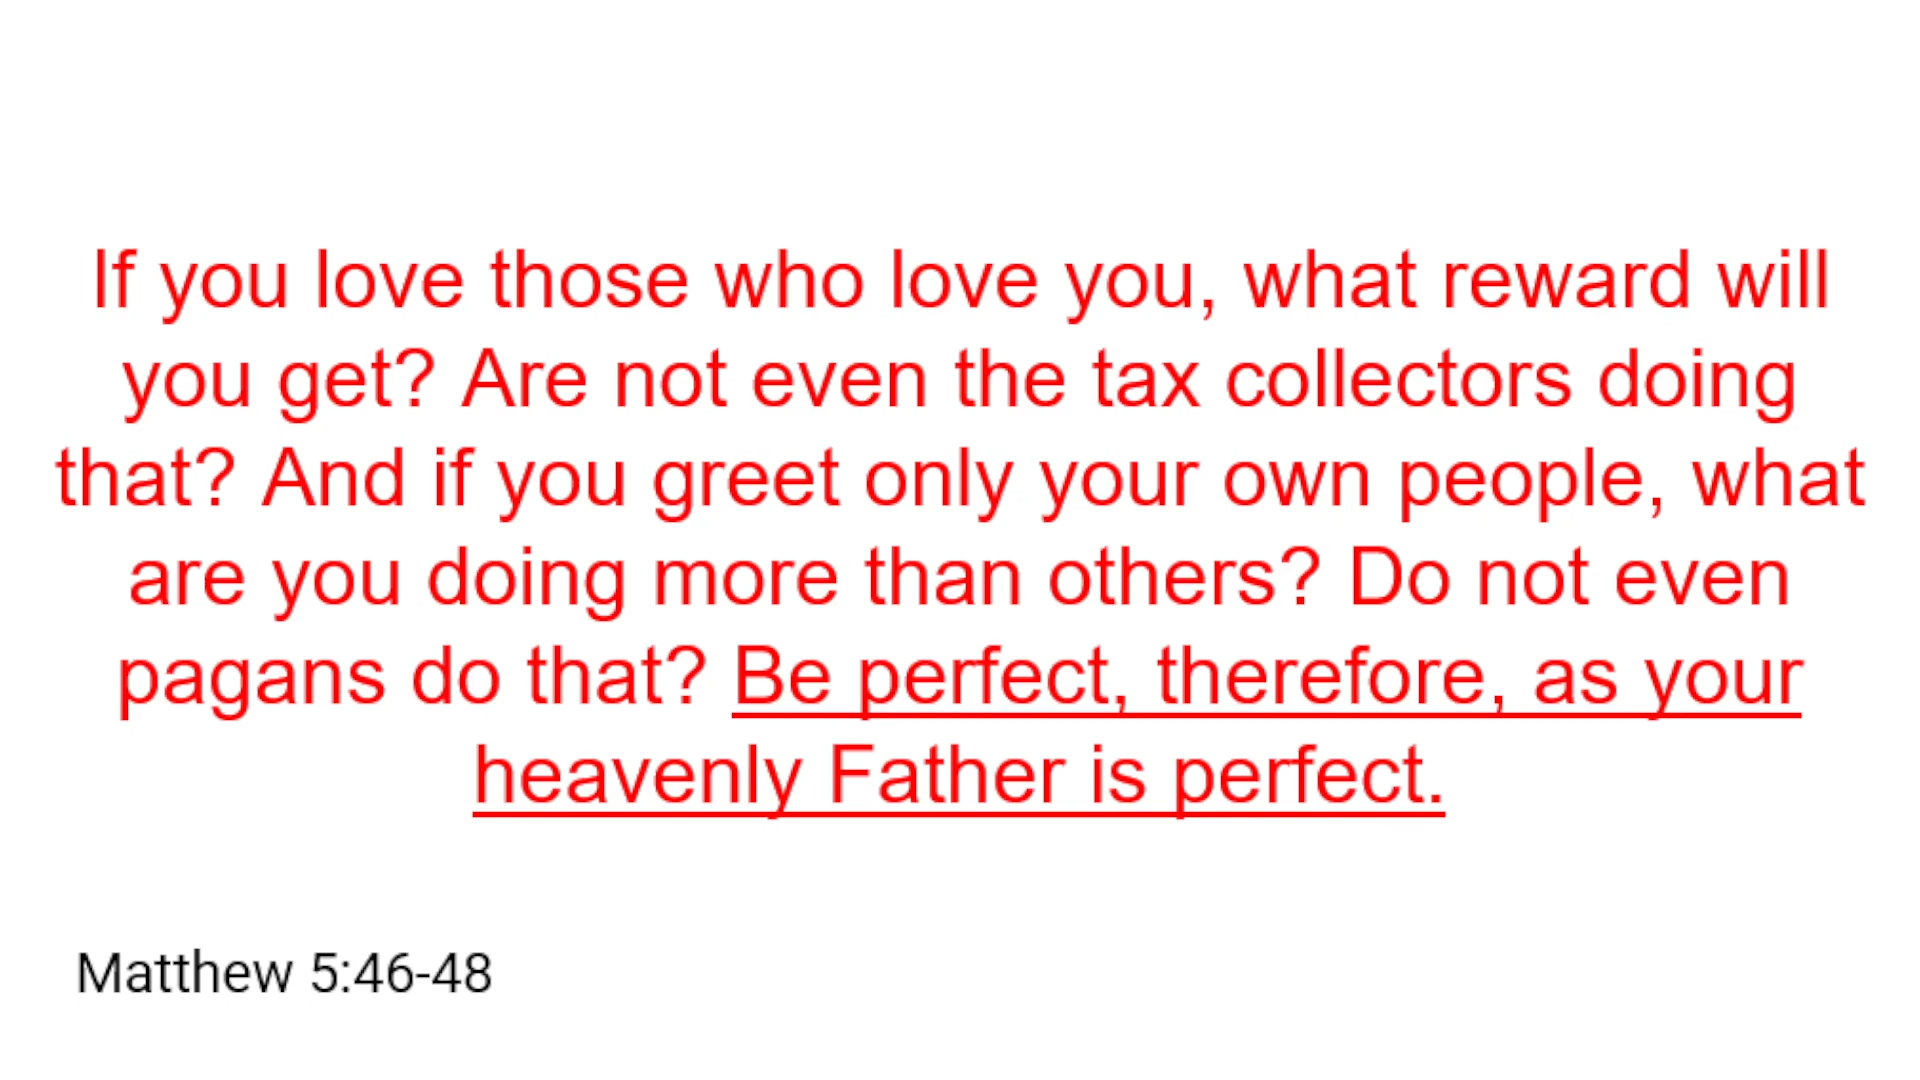 If you love those who love you, what reward will
you get? Are not even the tax collectors doing
that? And if you greet only your own people, what
are you doing more than others? Do not even
pagans do that? Be perfect, therefore, as your
heavenly Father is perfect.
Matthew 5:46-48